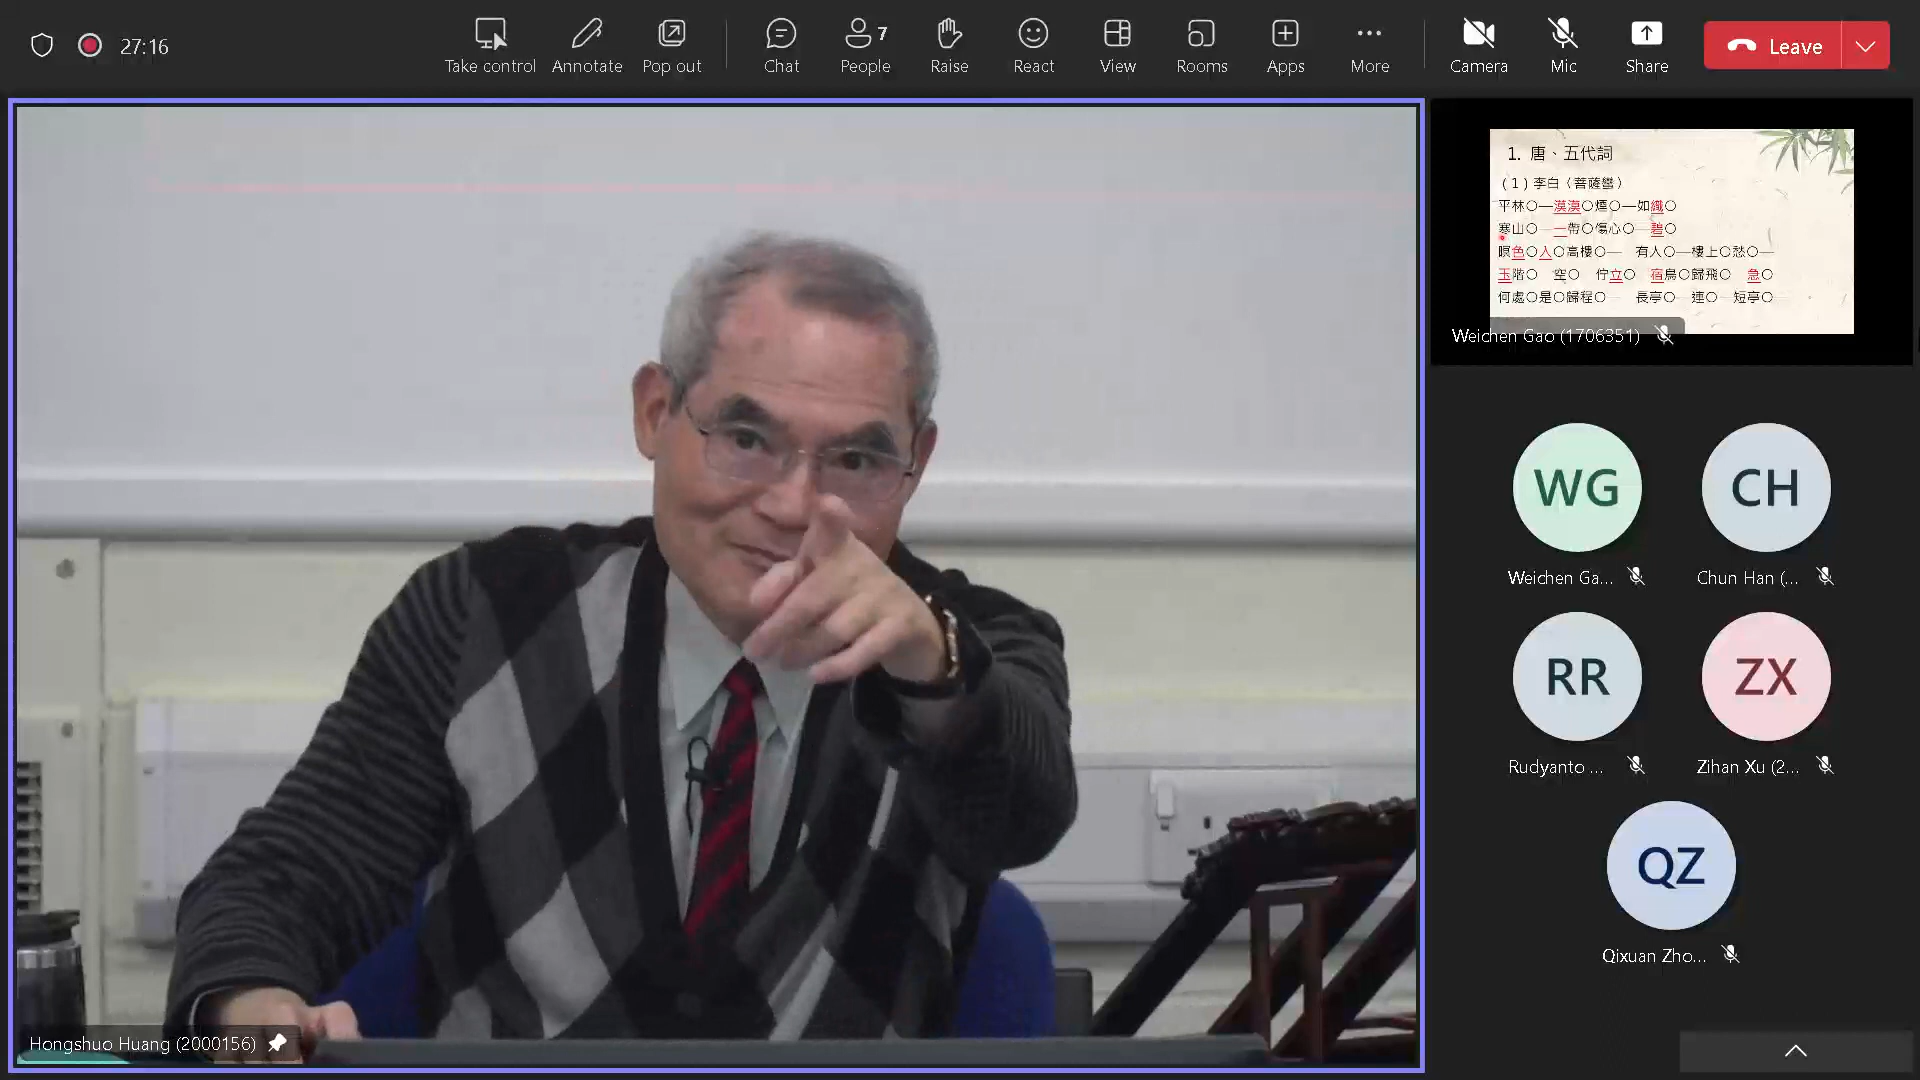 27:16
Take control
Annotate
Pop out
Chat
People
7
Raise
React
View
Rooms
Apps
More
Camera
Mic
Share
Leave
1. 唐、五代詞
（1）李白〈菩薩蠻〉
平林〇—漠漠〇煙〇—如織〇
寒山〇—一帶〇傷心〇—碧〇
暝色〇入〇高樓〇— 有人〇—樓上〇愁〇—
玉階〇 空〇 佇立〇 宿鳥〇歸飛〇 急〇
何處〇是〇歸程〇— 長亭〇 連〇 短亭〇
Weichen Gao (1706351)
WG
CH
Weichen Ga...
Chun Han (...
RR
ZX
Rudyanto ...
Zihan Xu (2...
QZ
Qixuan Zho...
Hongshuo Huang (2000156)